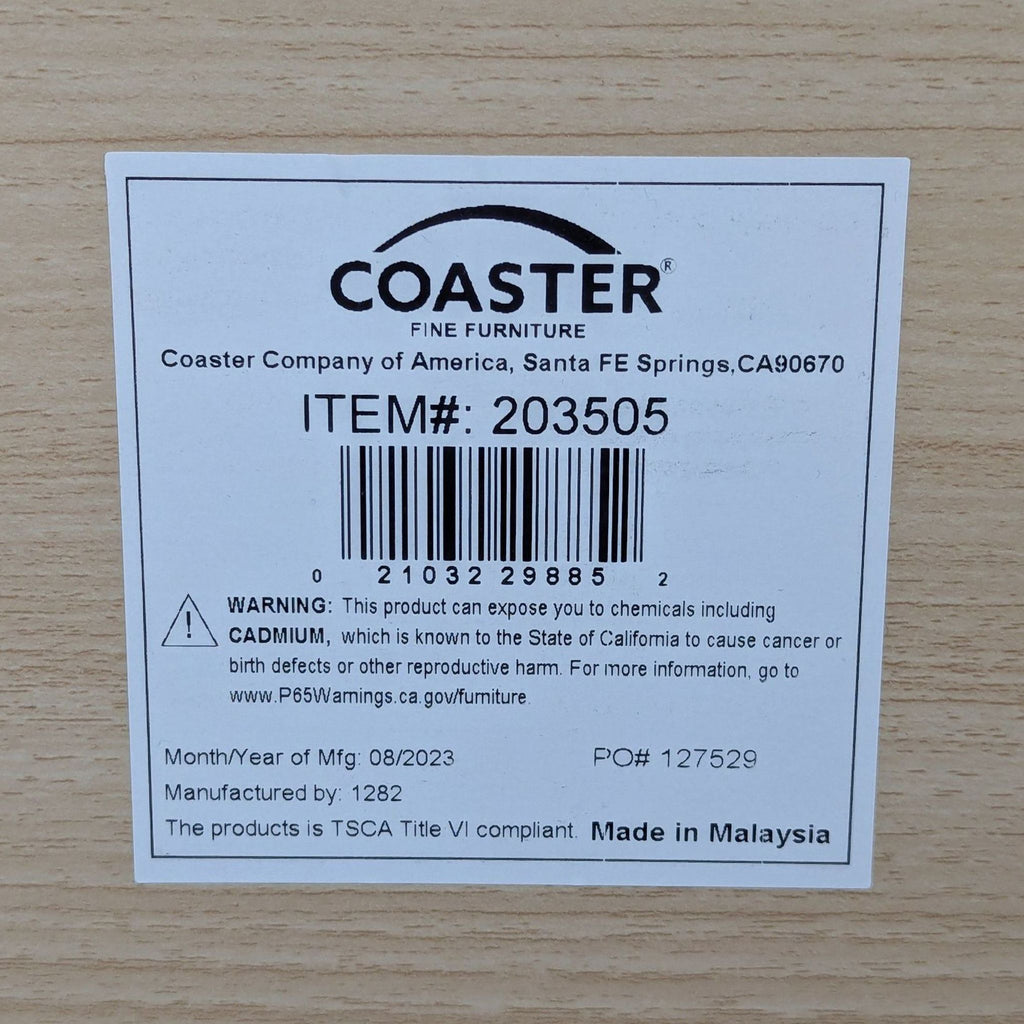 COASTER®
FINE FURNITURE
Coaster Company of America, Santa FE Springs,CA90670
ITEM#: 203505
0 21032 29885 2
WARNING: This product can expose you to chemicals including
CADMIUM, which is known to the State of California to cause cancer or
birth defects or other reproductive harm. For more information, go to
www.P65Warnings.ca.gov/furniture.
Month/Year of Mfg: 08/2023 PO# 127529
Manufactured by: 1282
The products is TSCA Title VI compliant. Made in Malaysia